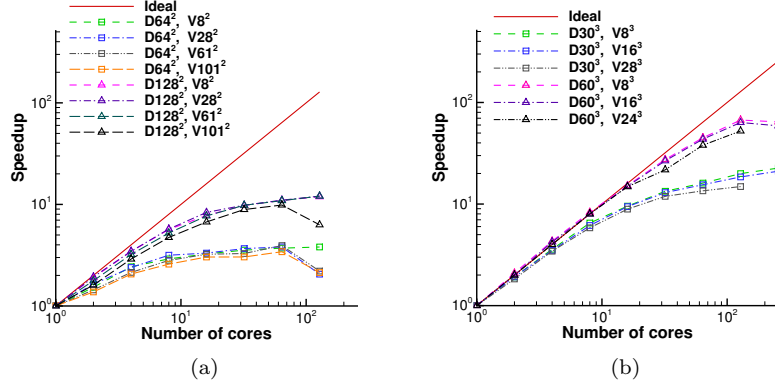 Ideal
D64², V8²
D64², V28²
D64², V61²
D64², V101²
D128², V8²
D128², V28²
D128², V61²
D128², V101²
Speedup
10²
10¹
10⁰
10⁰
10¹
10²
Number of cores
(a)
Ideal
D30³, V8³
D30³, V16³
D30³, V28³
D60³, V8³
D60³, V16³
D60³, V24³
Speedup
10²
10¹
10⁰
10⁰
10¹
10²
Number of cores
(b)